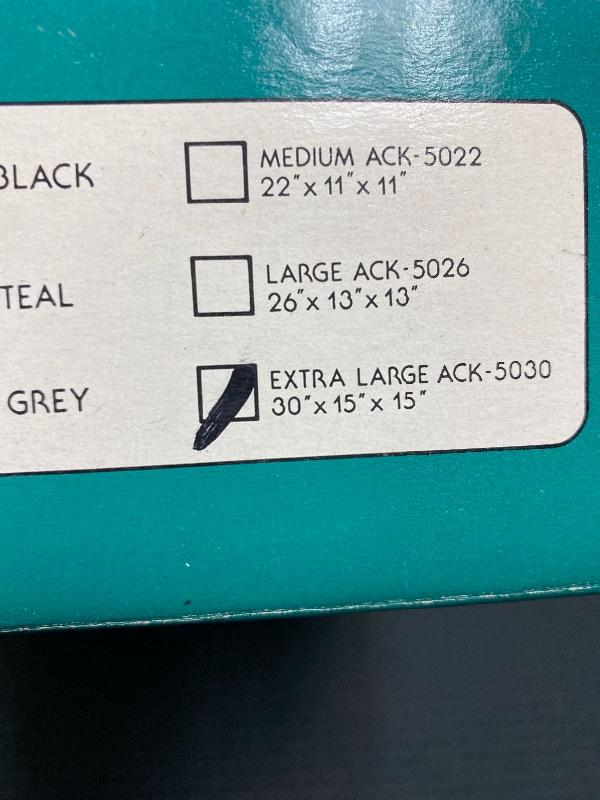 BLACK
MEDIUM ACK-5022
22"x 11"x 11"
TEAL
LARGE ACK-5026
26"x 13"x 13"
GREY
EXTRA LARGE ACK-5030
30"x 15"x 15"